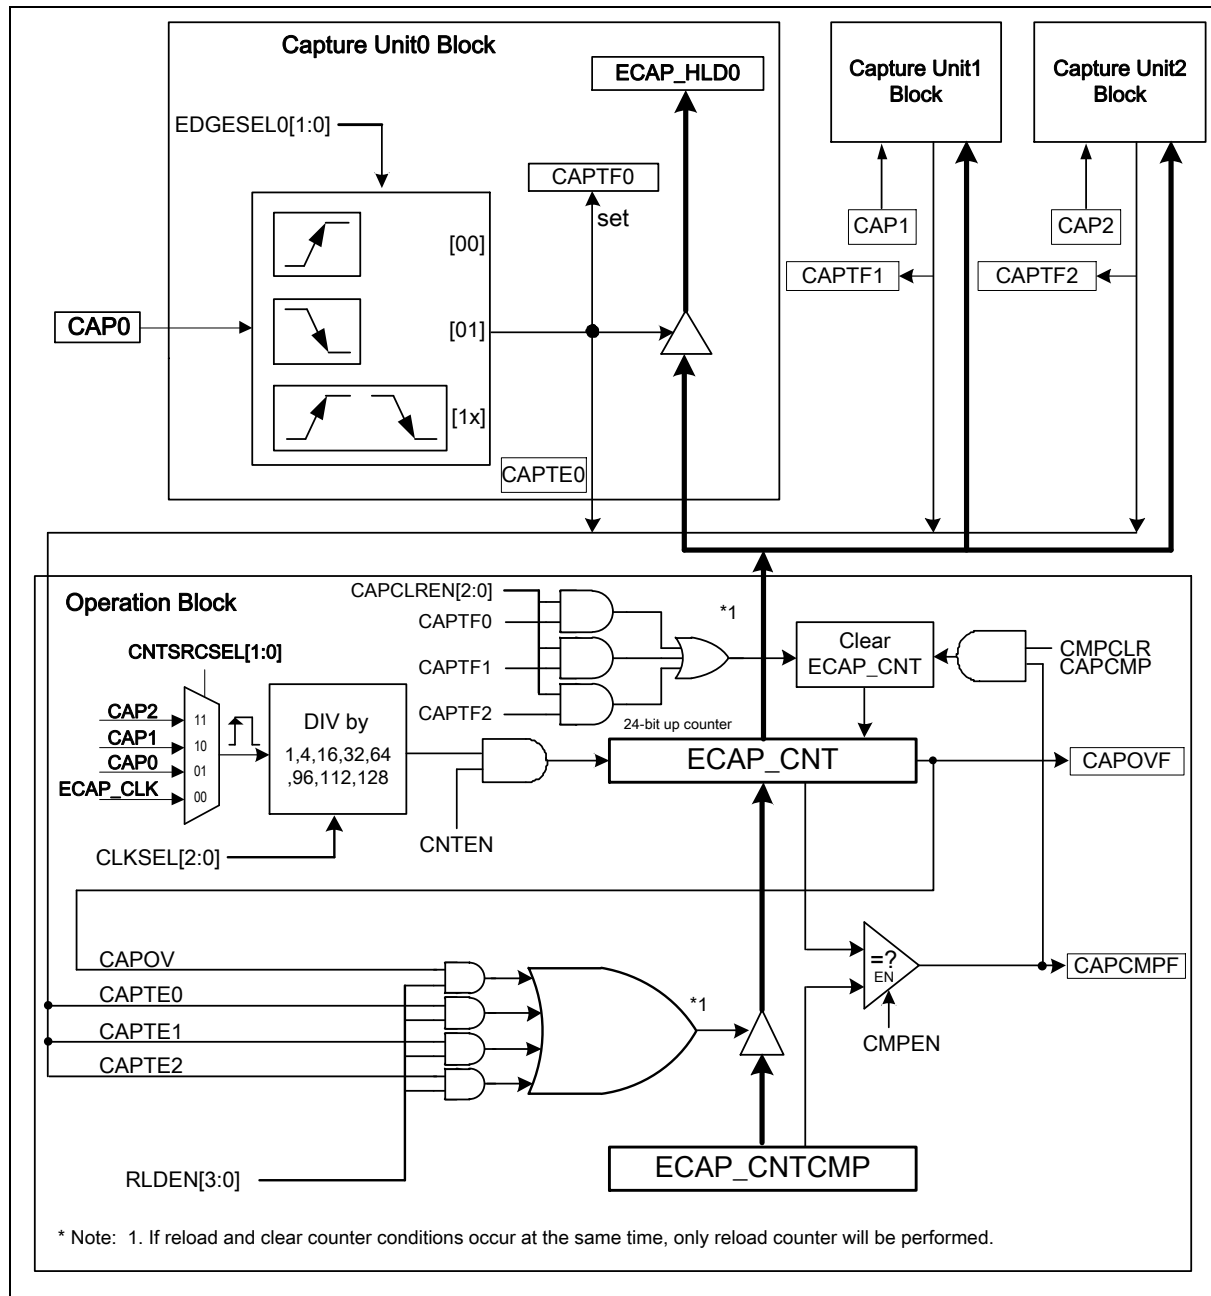 Capture Unit0 Block
ECAP_HLD0
Capture Unit1
Block
Capture Unit2
Block
EDGESEL0[1:0]
CAPTF0
set
[00]
CAP1
CAP2
CAPTF1
CAPTF2
CAP0
[01]
[1x]
CAPTE0
Operation Block
CAPCLREN[2:0]
CAPTF0
CAPTF1
CAPTF2
*1
Clear
ECAP_CNT
CMPCLR
CAPCMP
CNTSRCSEL[1:0]
CAP2
CAP1
CAP0
ECAP_CLK
11
10
01
00
DIV by
1,4,16,32,64
,96,112,128
24-bit up counter
ECAP_CNT
CAPOVF
CLKSEL[2:0]
CNTEN
CAPOV
CAPTE0
CAPTE1
CAPTE2
*1
=?
EN
CAPCMPF
CMPEN
RLDEN[3:0]
ECAP_CNTCMP
* Note: 1. If reload and clear counter conditions occur at the same time, only reload counter will be performed.